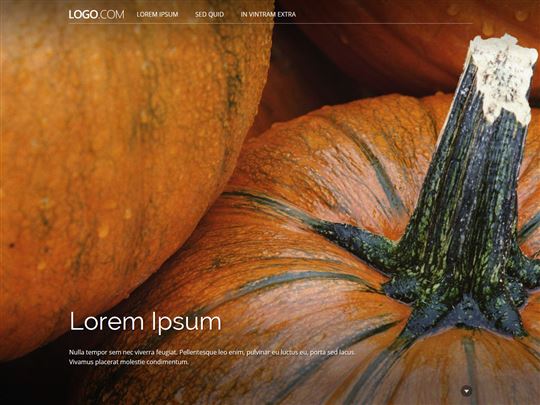 LOGO.COM LOREM IPSUM SED QUID IN VINTRAM EXTRA
Lorem Ipsum
Nulla tempor sem nec viverra feugiat. Pellentesque leo enim, pulvinar eu luctus eu, porta sed lacus.
Vivamus placerat molestie condimentum.